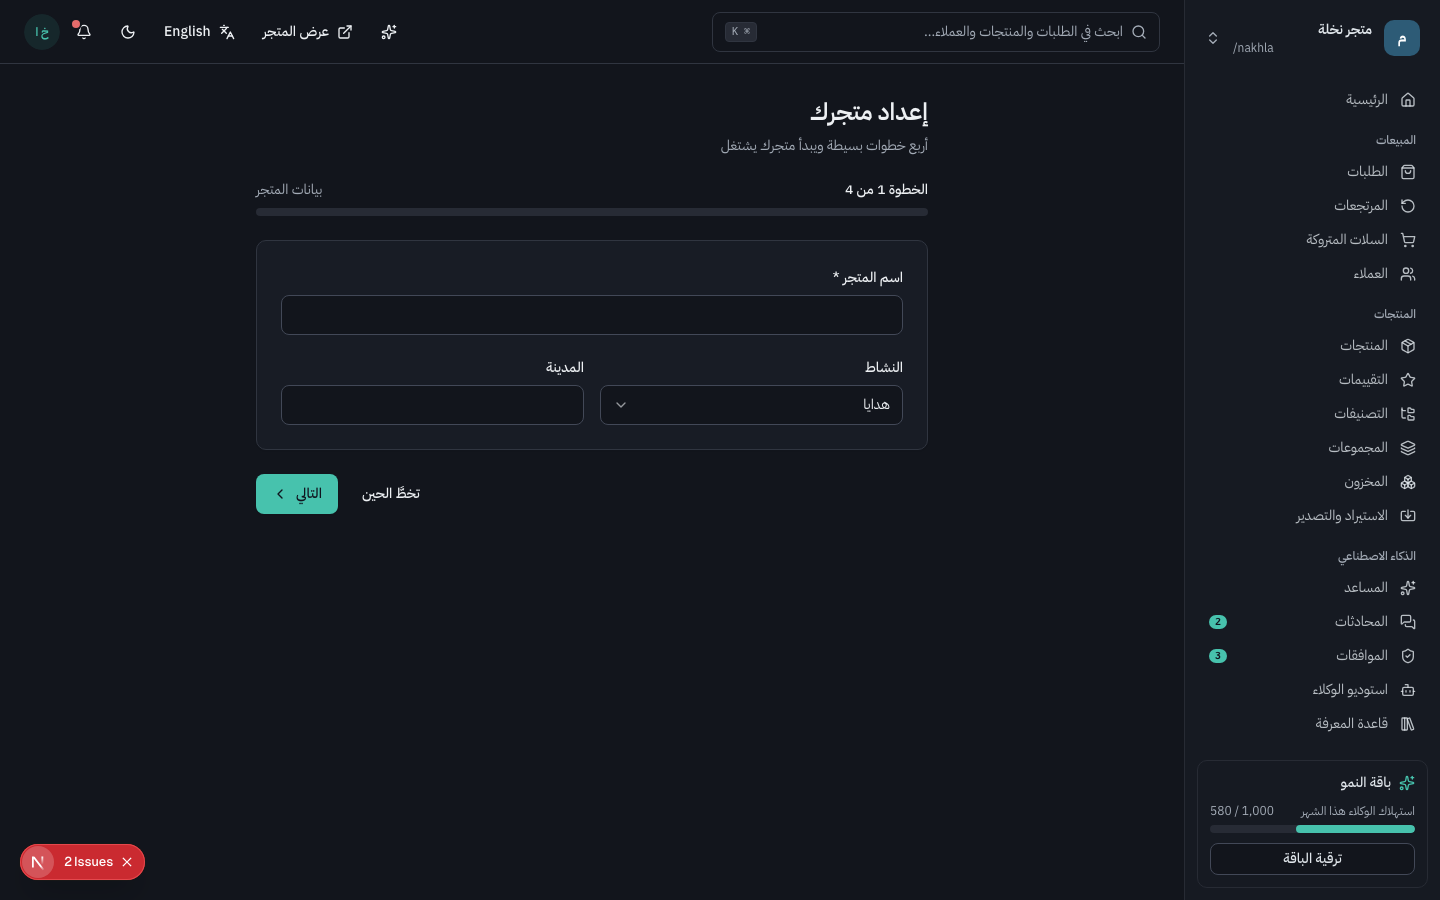 متجر نخلة
/nakhla
الرئيسية
المبيعات
الطلبات
المرتجعات
السلات المتروكة
العملاء
المنتجات
المنتجات
التقييمات
التصنيفات
المجموعات
المخزون
الاستيراد والتصدير
الذكاء الاصطناعي
المساعد
المحادثات 2
الموافقات 3
استوديو الوكلاء
قاعدة المعرفة
باقة النمو
استهلاك الوكلاء هذا الشهر 580 / 1,000
ترقية الباقة
م
ابحث في الطلبات والمنتجات والعملاء... ⌘ K
عرض المتجر
English
خ ا
إعداد متجرك
أربع خطوات بسيطة ويبدأ متجرك يشتغل
الخطوة 1 من 4
بيانات المتجر
اسم المتجر *
النشاط
المدينة
هدايا
تخطَّ الحين
التالي
N 2 Issues